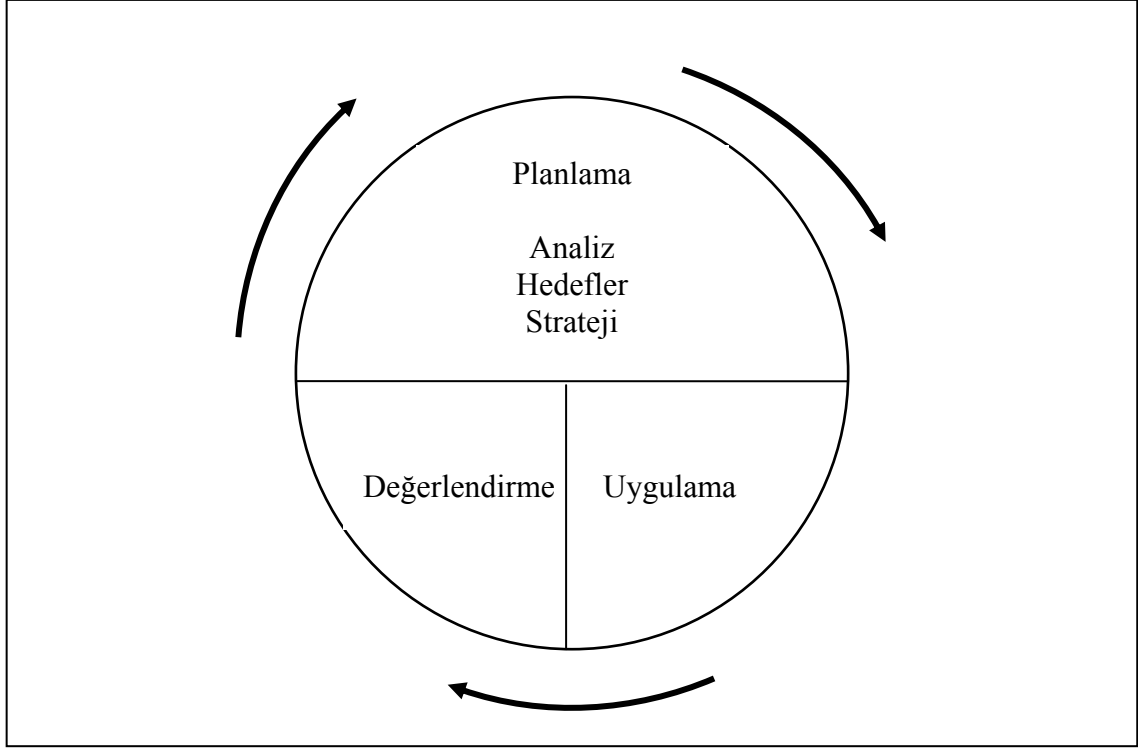 Planlama
Analiz
Hedefler
Strateji
Değerlendirme
Uygulama